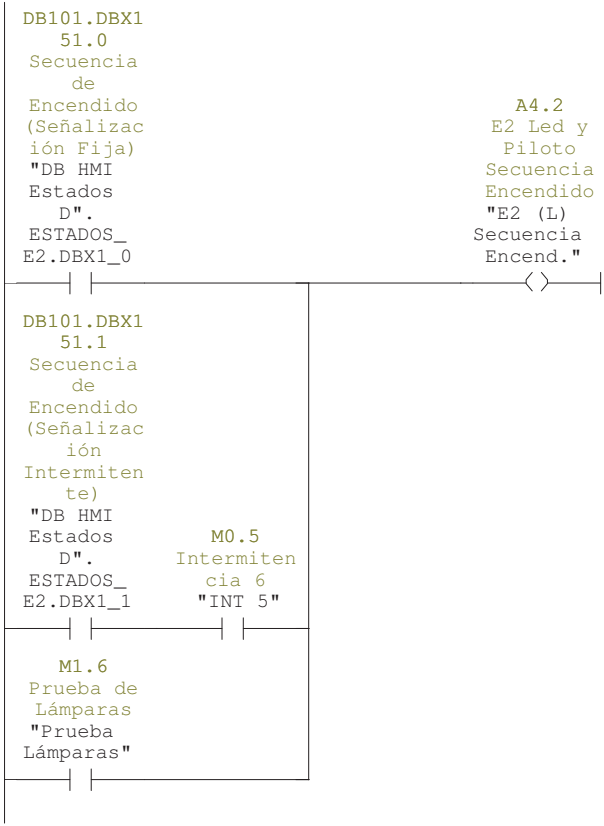 DB101.DBX1
51.0
Secuencia
de
Encendido
(Señalizac
ión Fija)
"DB HMI
Estados
D".
ESTADOS_
E2.DBX1_0
A4.2
E2 Led y
Piloto
Secuencia
Encendido
"E2 (L)
Secuencia
Encend."
DB101.DBX1
51.1
Secuencia
de
Encendido
(Señalizac
ión
Intermiten
te)
"DB HMI
Estados
D".
ESTADOS_
E2.DBX1_1
M0.5
Intermiten
cia 6
"INT 5"
M1.6
Prueba de
Lámparas
"Prueba
Lámparas"